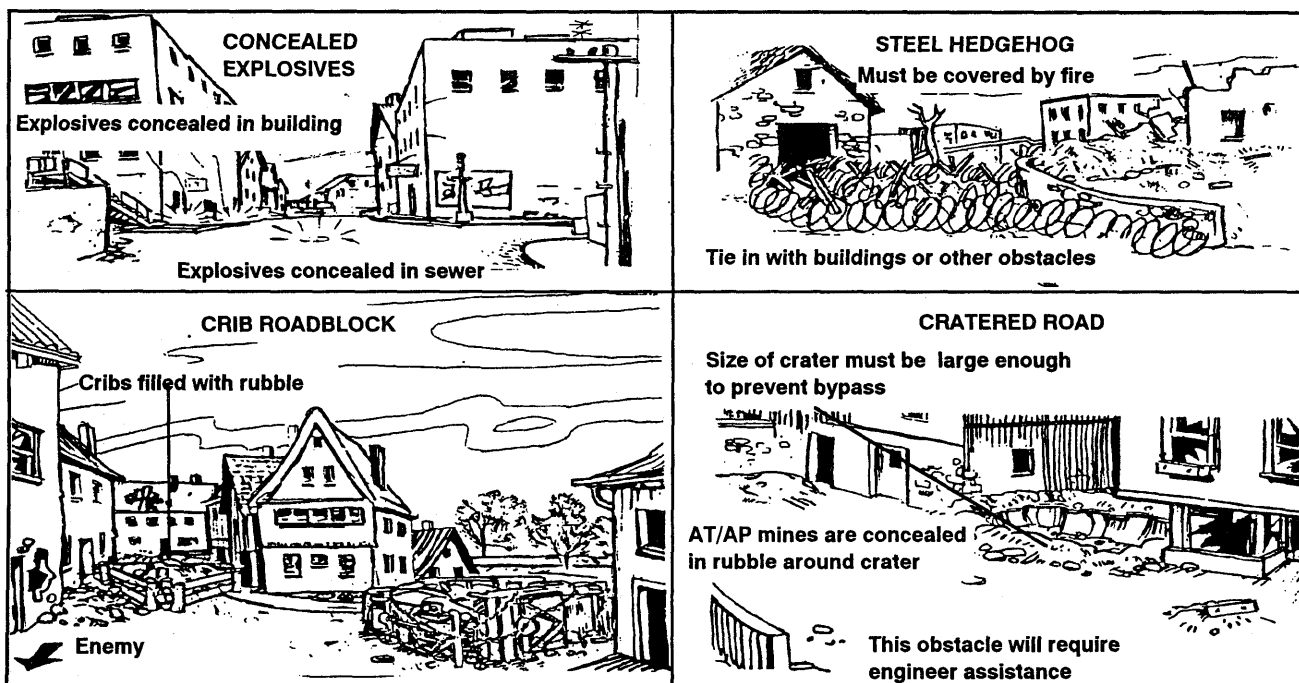 CONCEALED
EXPLOSIVES
Explosives concealed in building
Explosives concealed in sewer
STEEL HEDGEHOG
Must be covered by fire
Tie in with buildings or other obstacles
CRIB ROADBLOCK
Cribs filled with rubble
Enemy
CRATERED ROAD
Size of crater must be large enough
to prevent bypass
AT/AP mines are concealed
in rubble around crater
This obstacle will require
engineer assistance